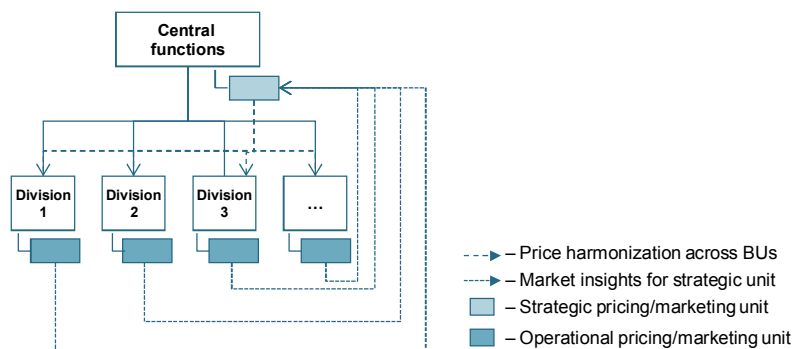 Central
functions
Division
1
Division
2
Division
3
...
– Price harmonization across BUs
– Market insights for strategic unit
– Strategic pricing/marketing unit
– Operational pricing/marketing unit